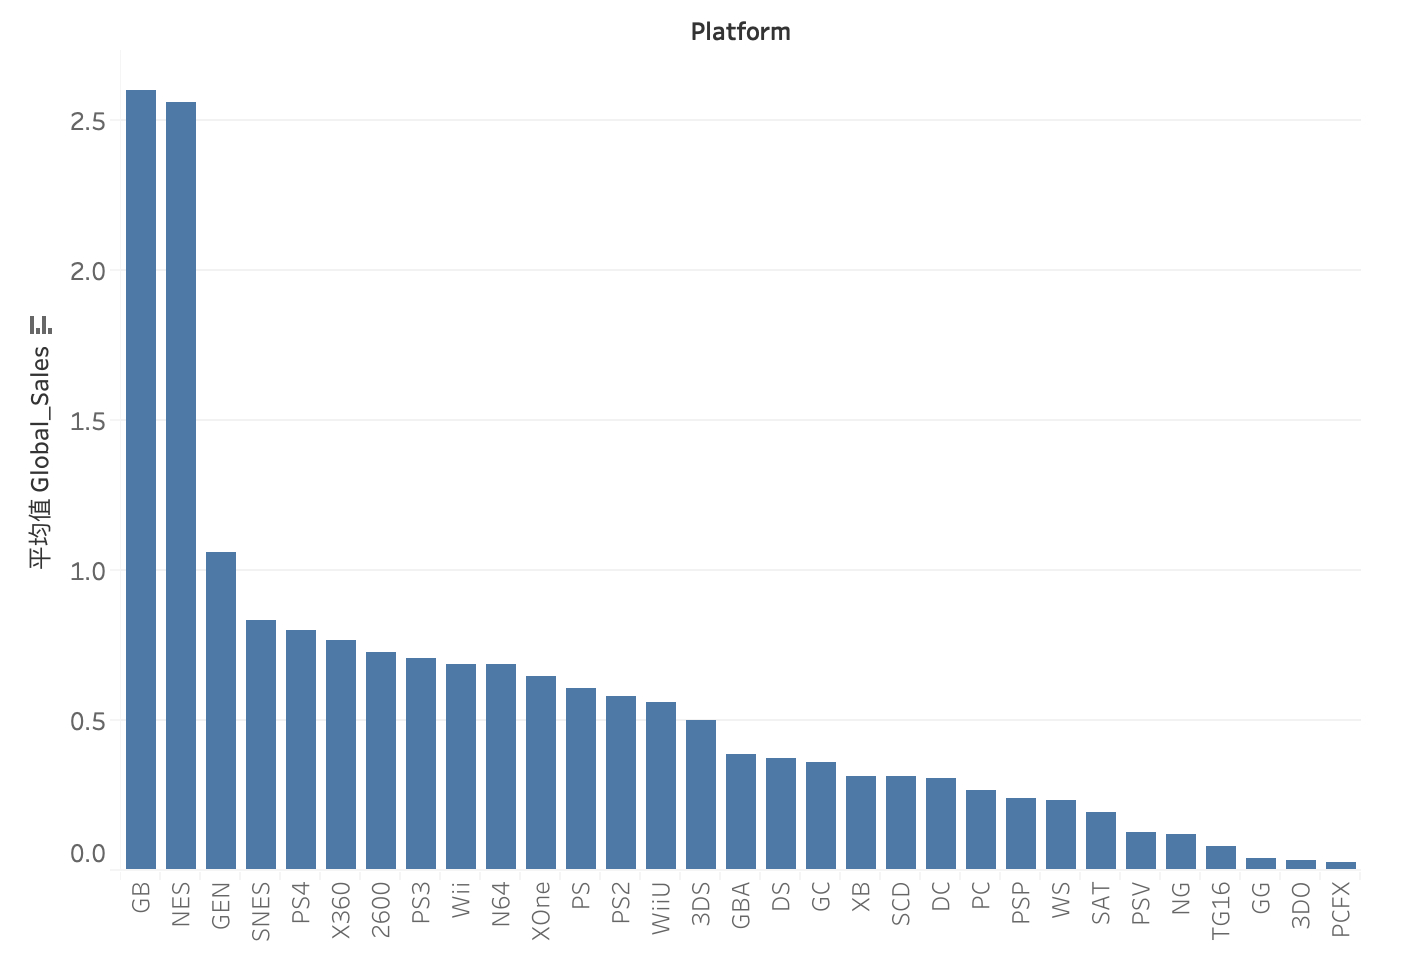 Platform
平均值 Global_Sales
2.5
2.0
1.5
1.0
0.5
0.0
GB
NES
GEN
SNES
PS4
X360
2600
PS3
Wii
N64
XOne
PS
PS2
WiiU
3DS
GBA
DS
GC
XB
SCD
DC
PC
PSP
WS
SAT
PSV
NG
TG16
GG
3DO
PCFX